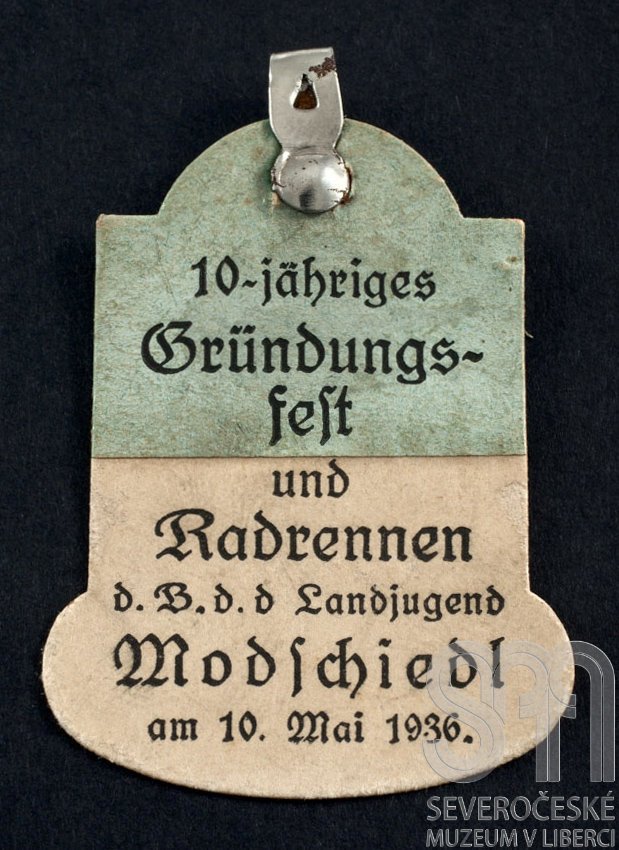 10-jähriges
Gründungs-
fest
und
Radrennen
d. B. d. d Landjugend
Modschiedl
am 10. Mai 1936.
SEVEROČESKÉ
MUZEUM V LIBERCI